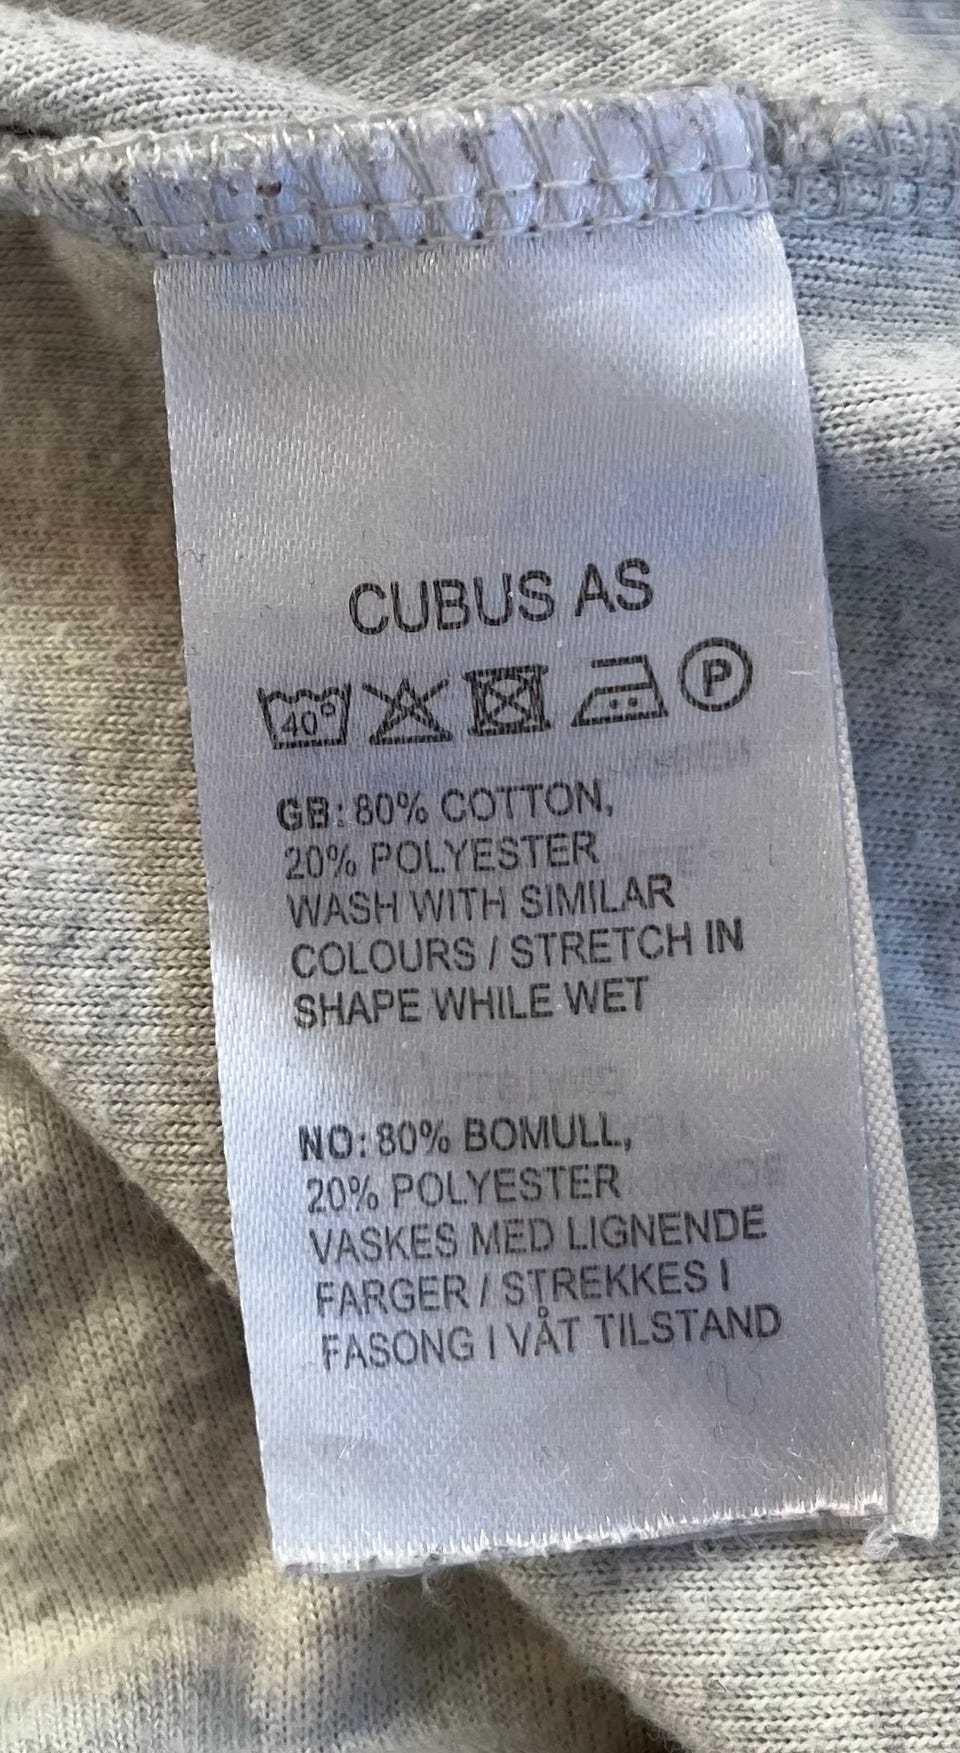 CUBUS AS
40°
P
GB: 80% COTTON,
20% POLYESTER
WASH WITH SIMILAR
COLOURS / STRETCH IN
SHAPE WHILE WET
NO: 80% BOMULL,
20% POLYESTER
VASKES MED LIGNENDE
FARGER / STREKKES I
FASONG I VÅT TILSTAND